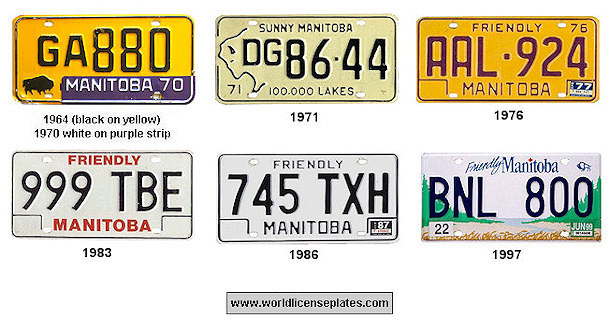 GA880
MANITOBA 70
1964 (black on yellow)
1970 white on purple strip
SUNNY MANITOBA
DG86·44
71 100,000 LAKES
1971
FRIENDLY 76
AAL·924
MANITOBA 77
1976
FRIENDLY
999 TBE
MANITOBA
1983
FRIENDLY
745 TXH
MANITOBA 87
1986
Friendly Manitoba
BNL 800
22 JUN 99
1997
www.worldlicenseplates.com